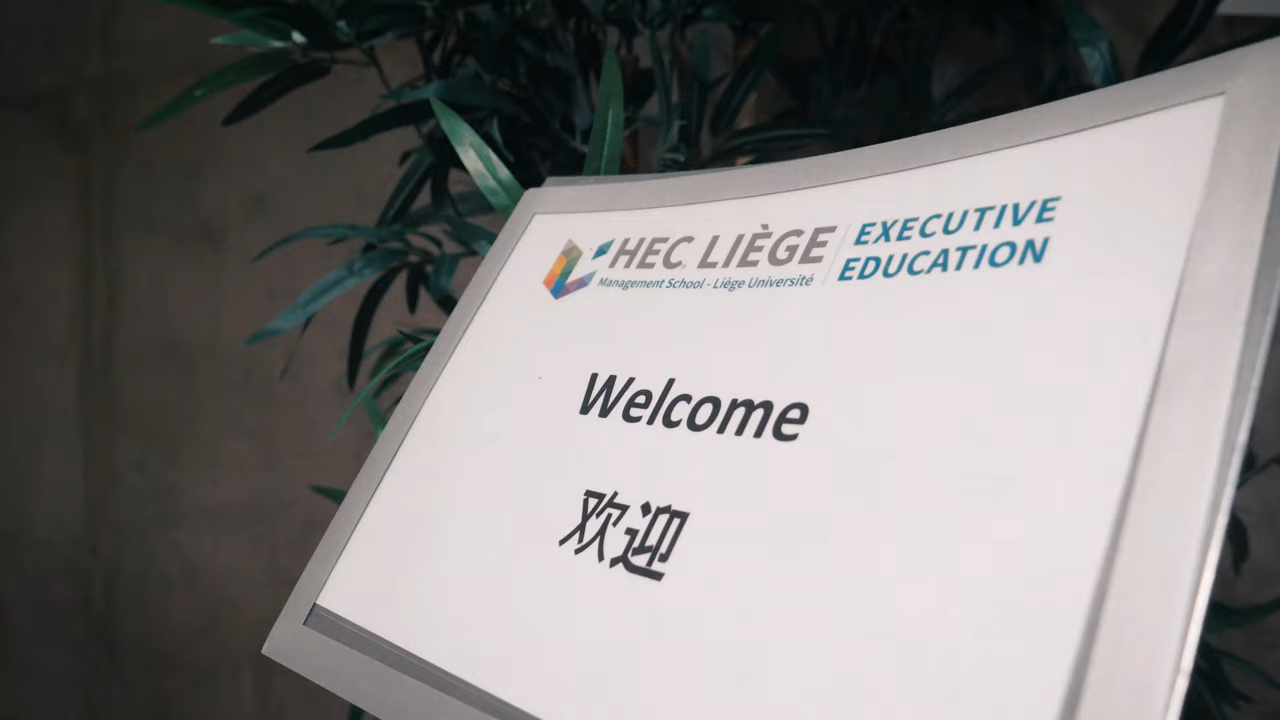 HEC LIÈGE
Management School - Liège Université
EXECUTIVE
EDUCATION
Welcome
欢迎